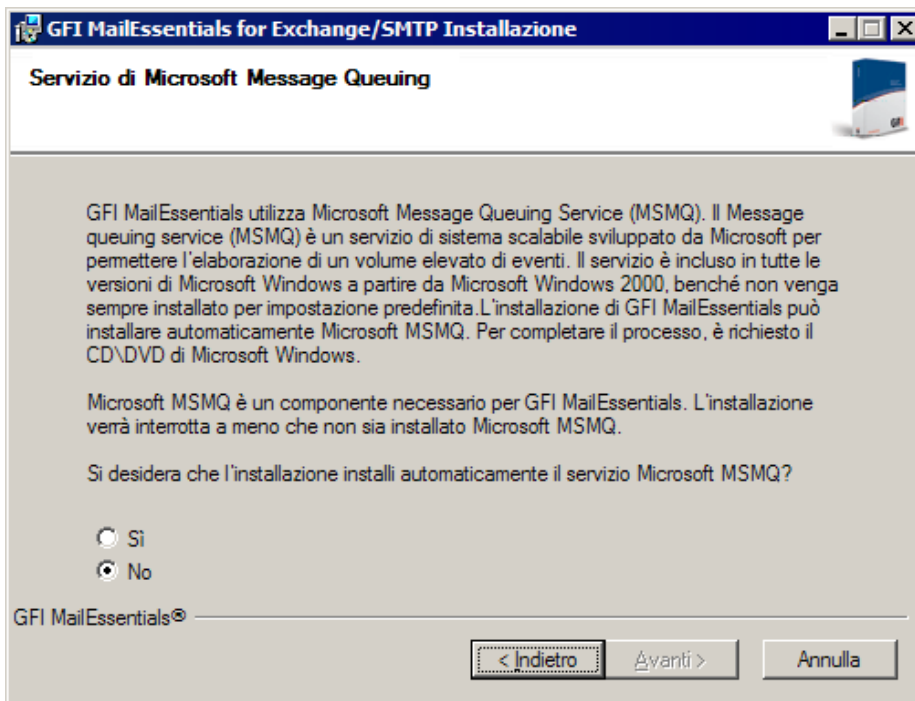 GFI MailEssentials for Exchange/SMTP Installazione
Servizio di Microsoft Message Queuing
GFI
GFI MailEssentials utilizza Microsoft Message Queuing Service (MSMQ). Il Message
queuing service (MSMQ) è un servizio di sistema scalabile sviluppato da Microsoft per
permettere l'elaborazione di un volume elevato di eventi. Il servizio è incluso in tutte le
versioni di Microsoft Windows a partire da Microsoft Windows 2000, benché non venga
sempre installato per impostazione predefinita.L'installazione di GFI MailEssentials può
installare automaticamente Microsoft MSMQ. Per completare il processo, è richiesto il
CD\DVD di Microsoft Windows.
Microsoft MSMQ è un componente necessario per GFI MailEssentials. L'installazione
verrà interrotta a meno che non sia installato Microsoft MSMQ.
Si desidera che l'installazione installi automaticamente il servizio Microsoft MSMQ?
Sì
No
GFI MailEssentials®
< Indietro
Avanti >
Annulla